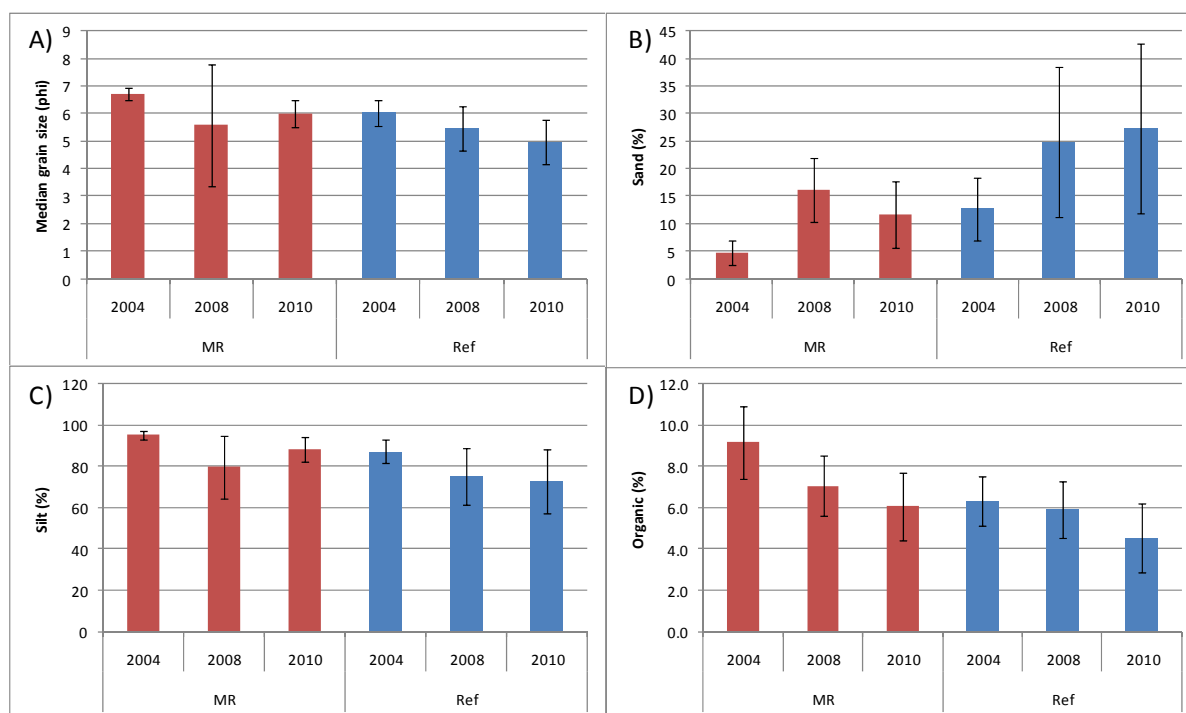 A)
Median grain size (phi)
9
8
7
6
5
4
3
2
1
0
2004 2008 2010 2004 2008 2010
MR Ref
B)
Sand (%)
45
40
35
30
25
20
15
10
5
0
2004 2008 2010 2004 2008 2010
MR Ref
C)
Silt (%)
120
100
80
60
40
20
0
2004 2008 2010 2004 2008 2010
MR Ref
D)
Organic (%)
12.0
10.0
8.0
6.0
4.0
2.0
0.0
2004 2008 2010 2004 2008 2010
MR Ref